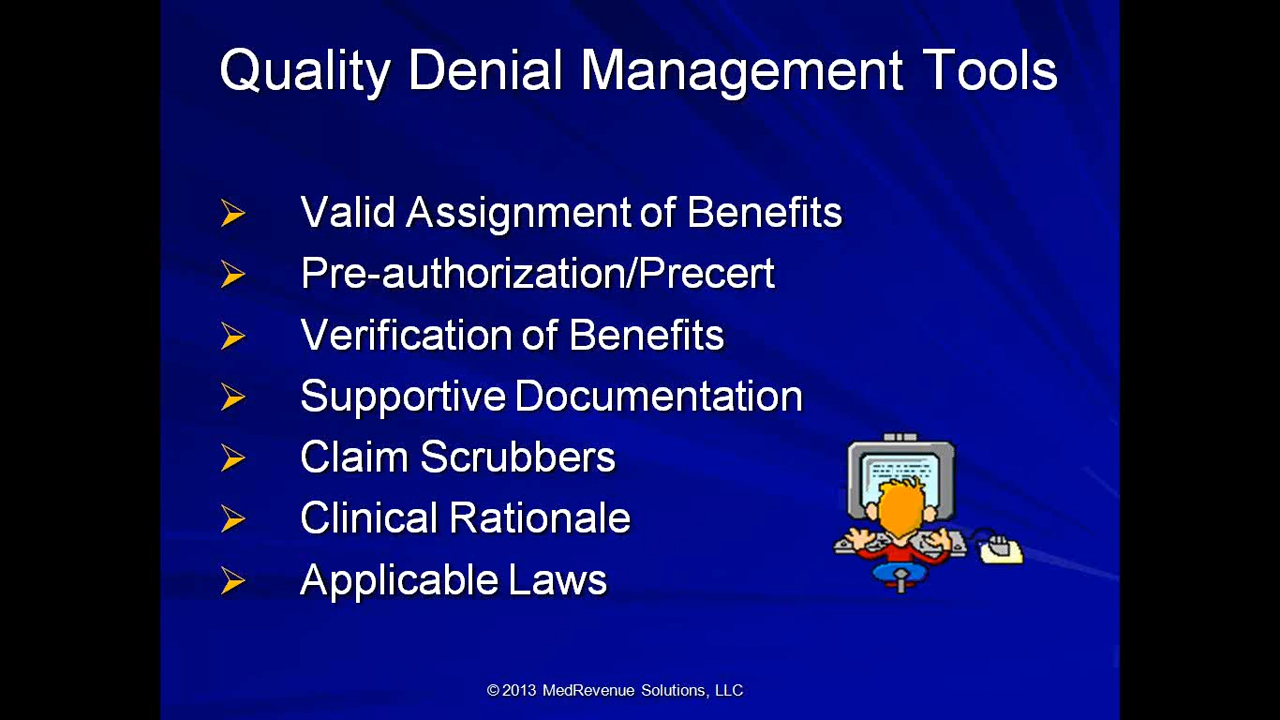 Quality Denial Management Tools
Valid Assignment of Benefits
Pre-authorization/Precert
Verification of Benefits
Supportive Documentation
Claim Scrubbers
Clinical Rationale
Applicable Laws
© 2013 MedRevenue Solutions, LLC